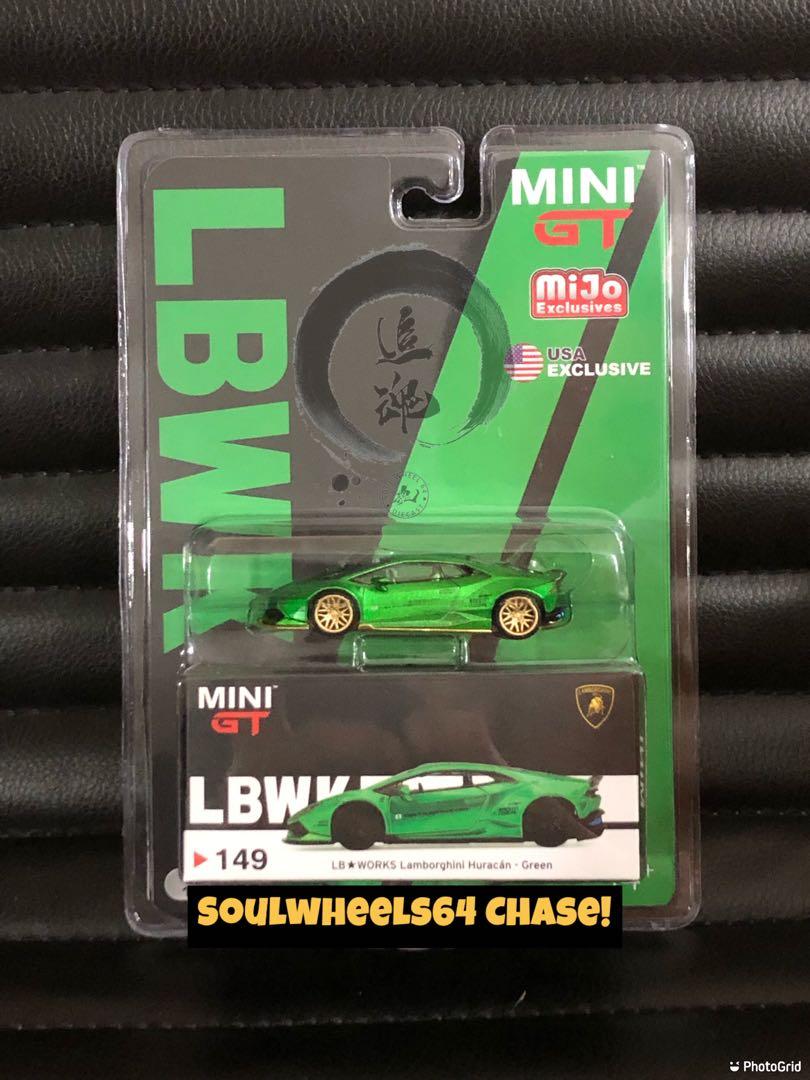 LBWK
MINI
GT
MiJo
Exclusives
USA
EXCLUSIVE
追
魂
MINI
GT
LAMBORGHINI
LBWK
149
LB★WORKS Lamborghini Huracán - Green
SOULWHEELS64 CHASE!
PhotoGrid